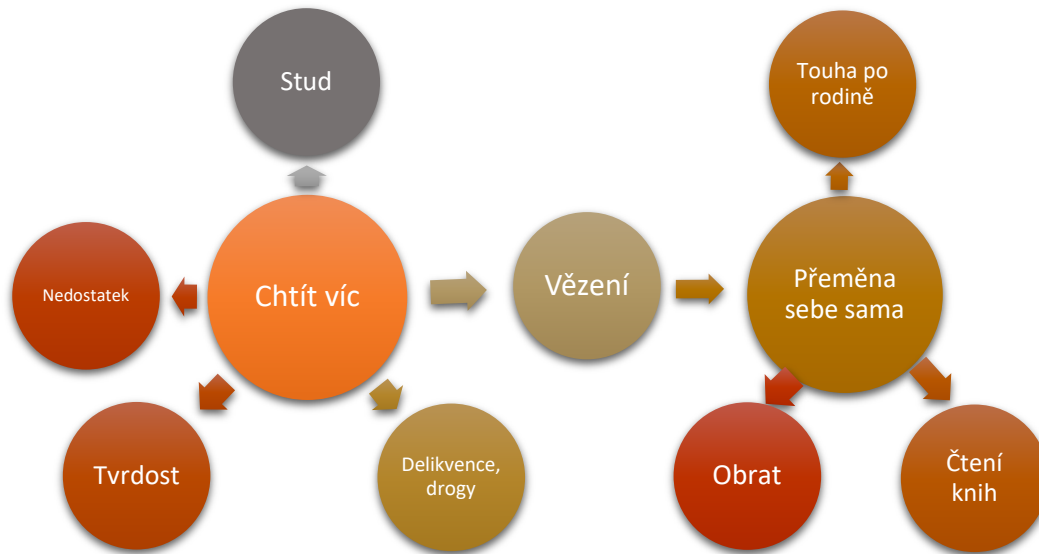 Stud
Touha po
rodině
Nedostatek
Chtít víc
Vězení
Přeměna
sebe sama
Tvrdost
Delikvence,
drogy
Obrat
Čtení
knih